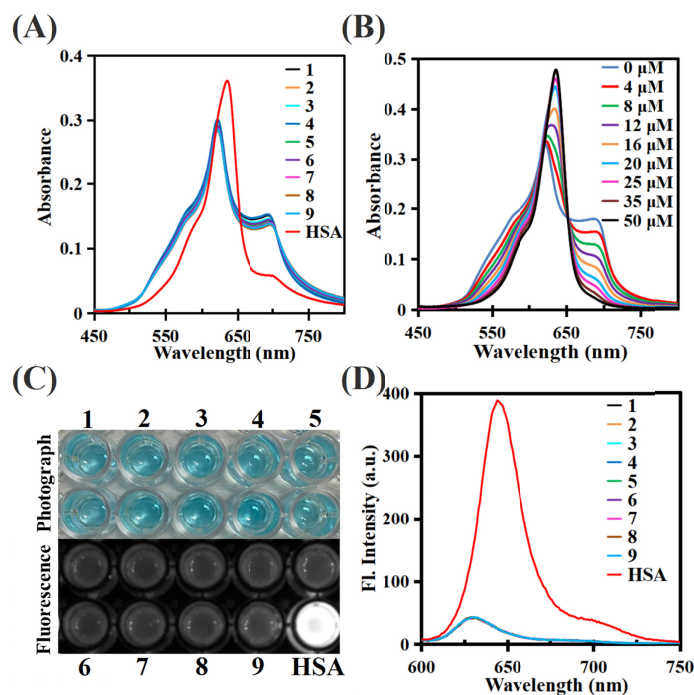 (A)
0.4
0.3
0.2
0.1
0
Absorbance
450
550
650
750
Wavelength (nm)
1
2
3
4
5
6
7
8
9
HSA
(B)
0.5
0.4
0.3
0.2
0.1
0
Absorbance
450
550
650
750
Wavelength (nm)
0 μM
4 μM
8 μM
12 μM
16 μM
20 μM
25 μM
35 μM
50 μM
(C)
1 2 3 4 5
Photograph
Fluorescence
6 7 8 9 HSA
(D)
400
300
200
100
0
Fl. Intensity (a.u.)
600
650
700
750
Wavelength (nm)
1
2
3
4
5
6
7
8
9
HSA